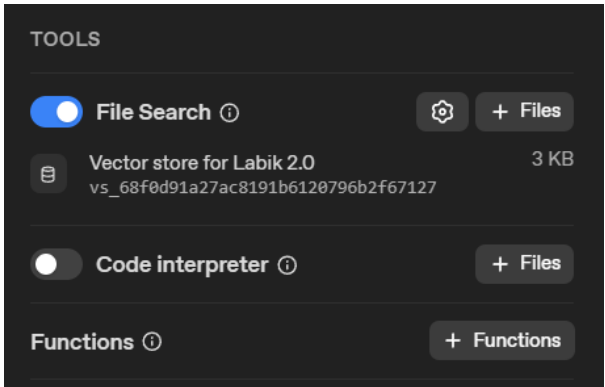 TOOLS
File Search
+ Files
Vector store for Labik 2.0
3 KB
vs_68f0d91a27ac8191b6120796b2f67127
Code interpreter
+ Files
Functions
+ Functions